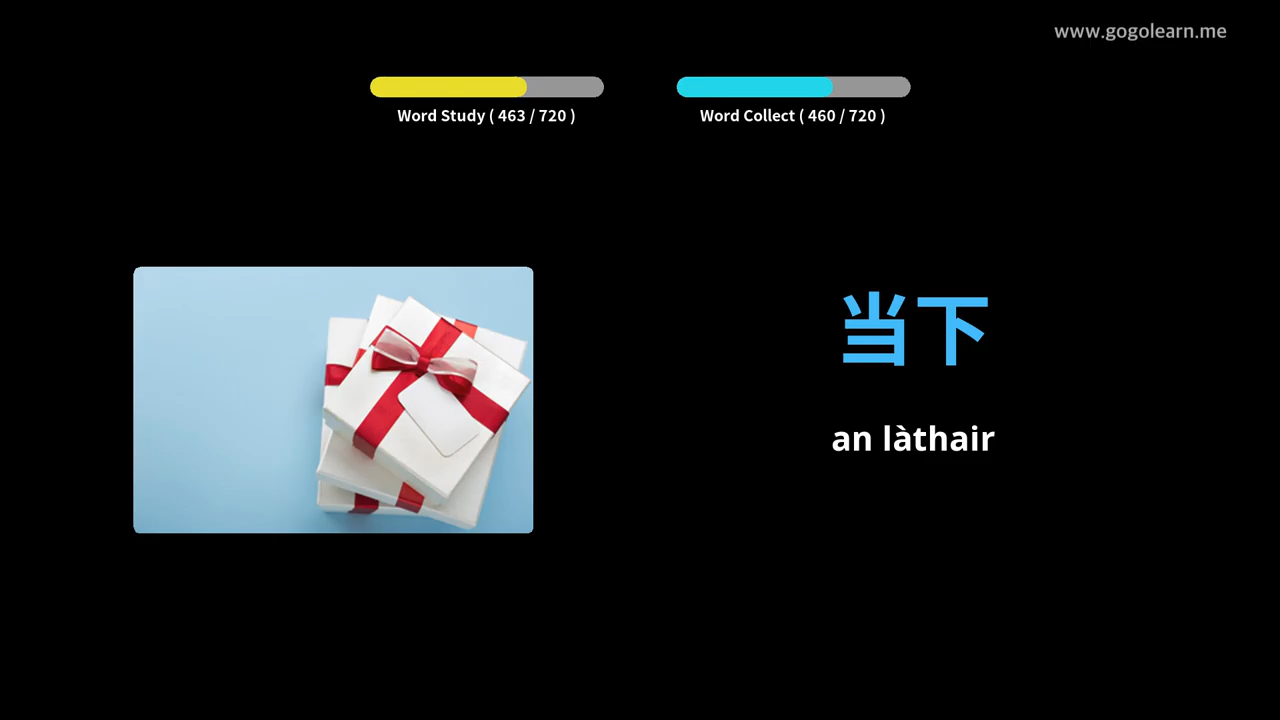 www.gogolearn.me
Word Study ( 463 / 720 )
Word Collect ( 460 / 720 )
当下
an làthair